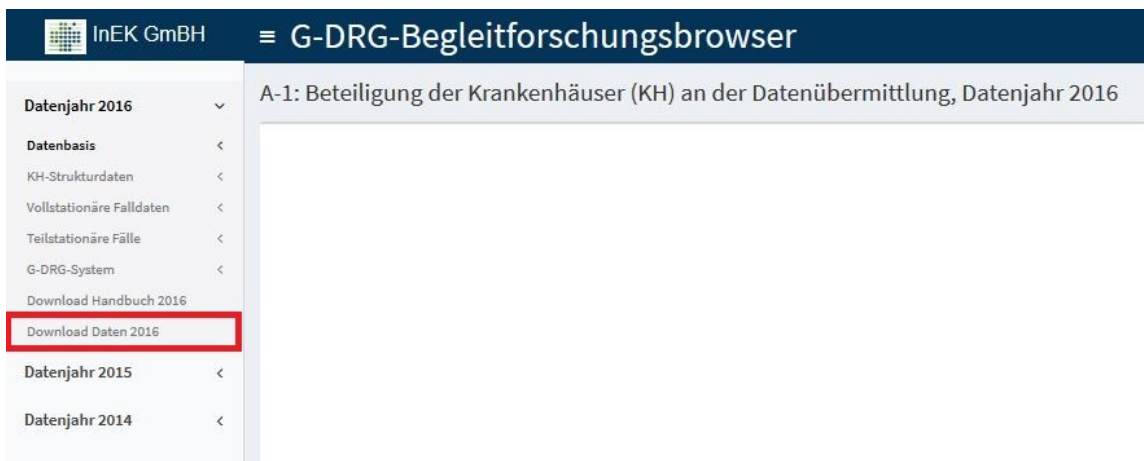 InEK GmBH
≡ G-DRG-Begleitforschungsbrowser
A-1: Beteiligung der Krankenhäuser (KH) an der Datenübermittlung, Datenjahr 2016
Datenjahr 2016
Datenbasis
KH-Strukturdaten
Vollstationäre Falldaten
Teilstationäre Fälle
G-DRG-System
Download Handbuch 2016
Download Daten 2016
Datenjahr 2015
Datenjahr 2014